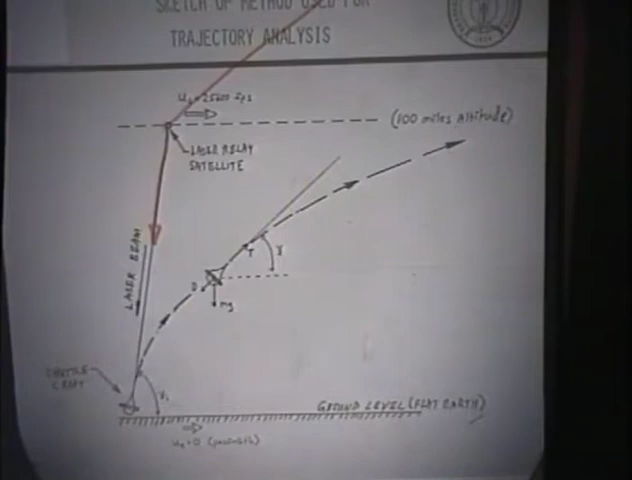 SKETCH OF METHOD USED FOR
TRAJECTORY ANALYSIS
(100 miles Altitude)
LASER RELAY
SATELLITE
LASER BEAM
T
γ
D
mg
SHUTTLE
CRAFT
GROUND LEVEL (FLAT EARTH)